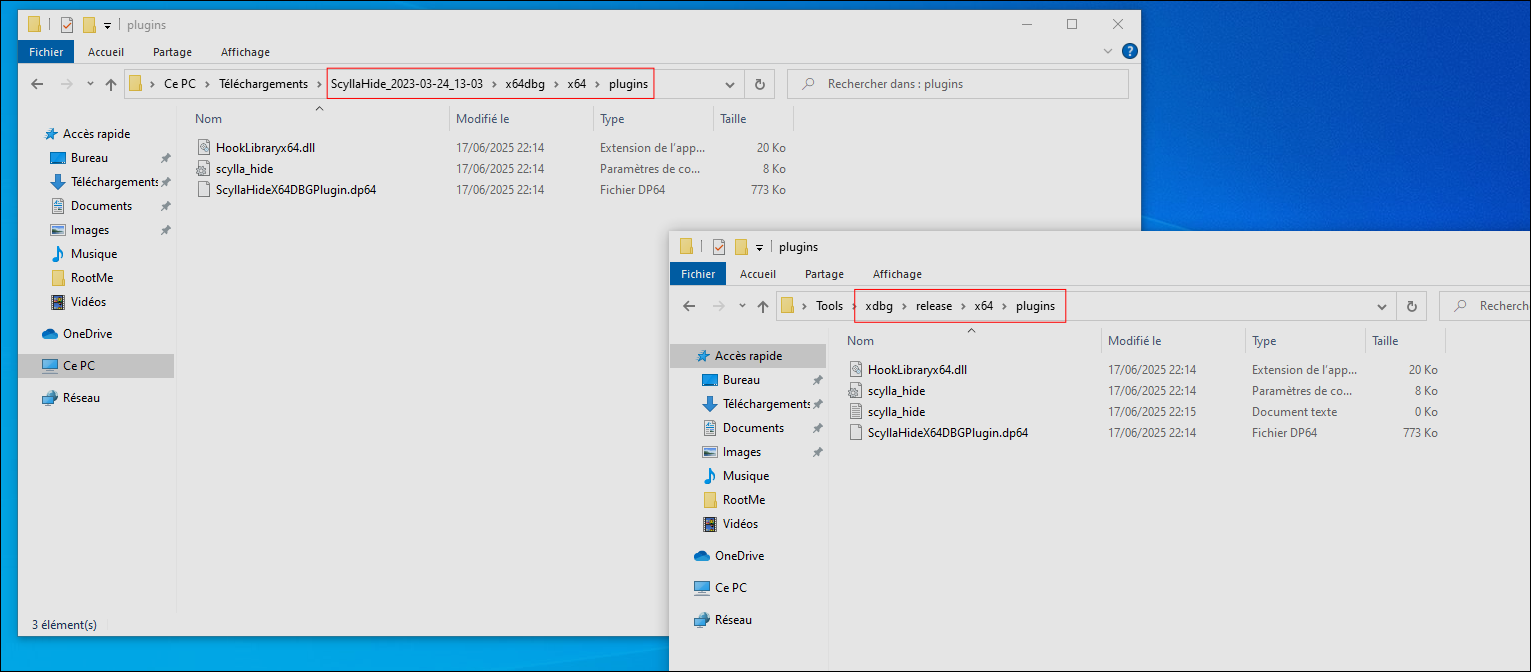 plugins
Fichier Accueil Partage Affichage
Ce PC Téléchargements ScyllaHide_2023-03-24_13-03 x64dbg x64 plugins
Rechercher dans : plugins
Nom Modifié le Type Taille
HookLibraryx64.dll 17/06/2025 22:14 Extension de l'app... 20 Ko
scylla_hide 17/06/2025 22:14 Paramètres de co... 8 Ko
ScyllaHideX64DBGPlugin.dp64 17/06/2025 22:14 Fichier DP64 773 Ko
Accès rapide
Bureau
Téléchargements
Documents
Images
Musique
RootMe
Vidéos
OneDrive
Ce PC
Réseau
3 élément(s)
plugins
Fichier Accueil Partage Affichage
Tools xdbg release x64 plugins
Recherch
Nom Modifié le Type Taille
HookLibraryx64.dll 17/06/2025 22:14 Extension de l'app... 20 Ko
scylla_hide 17/06/2025 22:14 Paramètres de co... 8 Ko
scylla_hide 17/06/2025 22:15 Document texte 0 Ko
ScyllaHideX64DBGPlugin.dp64 17/06/2025 22:14 Fichier DP64 773 Ko
Accès rapide
Bureau
Téléchargements
Documents
Images
Musique
RootMe
Vidéos
OneDrive
Ce PC
Réseau